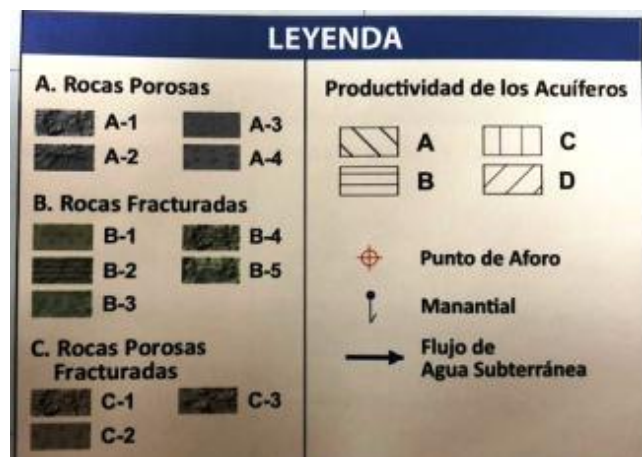 LEYENDA
A. Rocas Porosas
A-1 A-3
A-2 A-4
B. Rocas Fracturadas
B-1 B-4
B-2 B-5
B-3
C. Rocas Porosas
Fracturadas
C-1 C-3
C-2
Productividad de los Acuíferos
A C
B D
Punto de Aforo
Manantial
Flujo de
Agua Subterránea